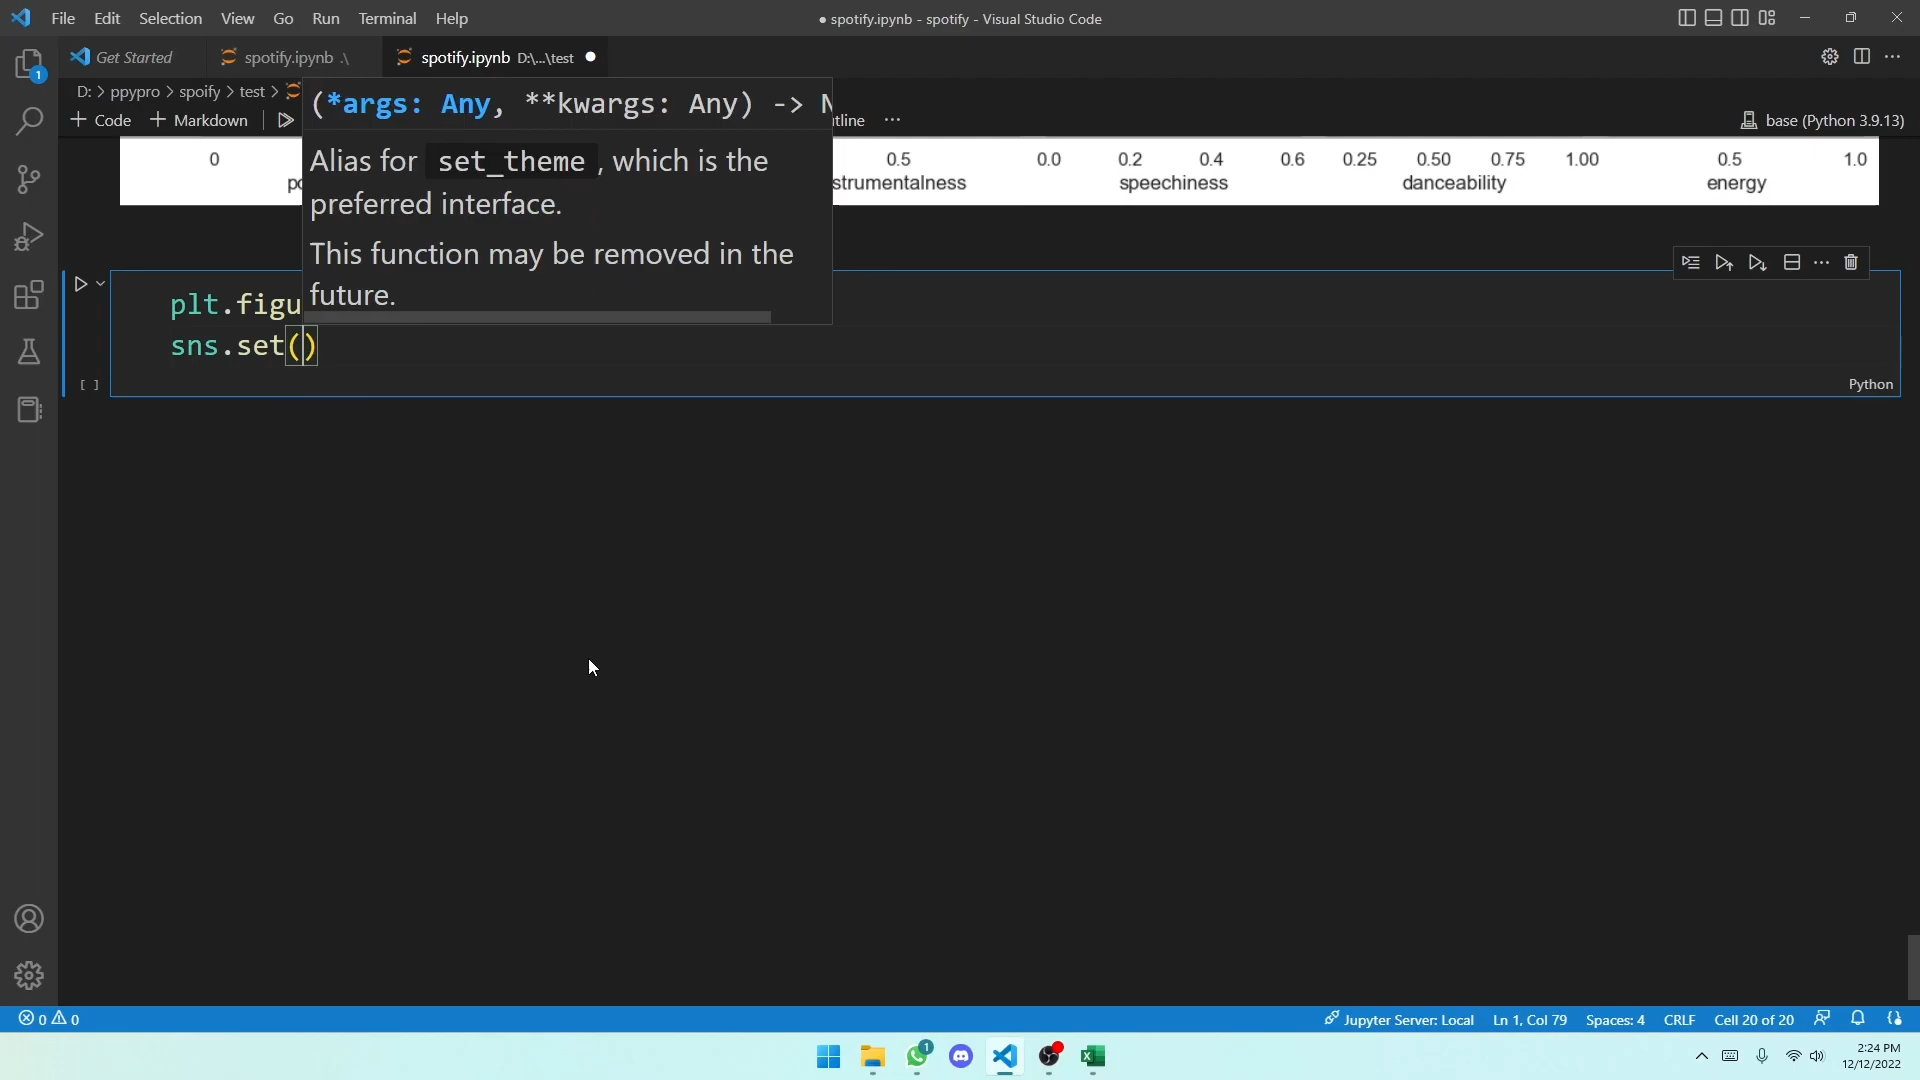 File Edit Selection View Go Run Terminal Help
● spotify.ipynb - spotify - Visual Studio Code
Get Started
spotify.ipynb .\
spotify.ipynb D:\...\test ●
1
D: > ppypro > spoify > test >
+ Code + Markdown
tline ...
base (Python 3.9.13)
(*args: Any, **kwargs: Any) -> N
Alias for set_theme, which is the
preferred interface.
This function may be removed in the
future.
0 0.5 0.0 0.2 0.4 0.6 0.25 0.50 0.75 1.00 0.5 1.0
po strumentalness speechiness danceability energy
plt.figu
sns.set()
[ ]
Python
0 0
Jupyter Server: Local Ln 1, Col 79 Spaces: 4 CRLF Cell 20 of 20
1
2:24 PM
12/12/2022